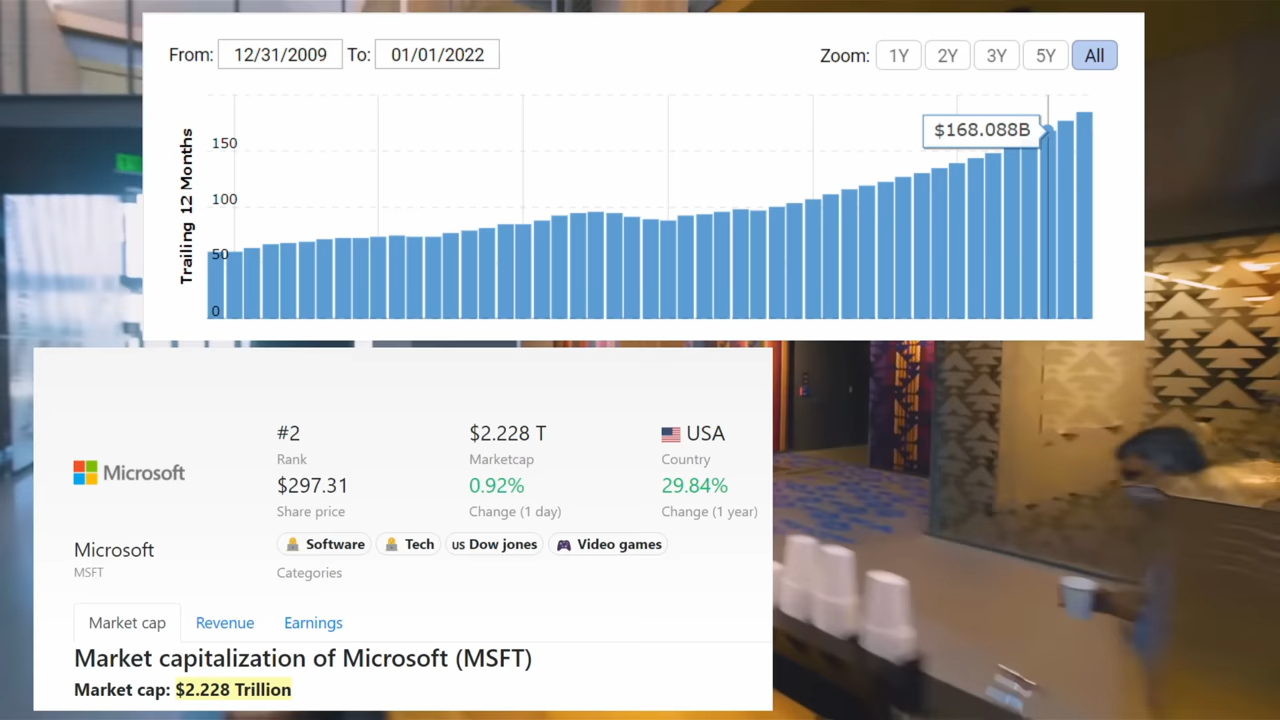 From: 12/31/2009 To: 01/01/2022 Zoom: 1Y 2Y 3Y 5Y All
Trailing 12 Months
150
100
50
0
$168.088B
#2 $2.228 T USA
Rank Marketcap Country
Microsoft
$297.31 0.92% 29.84%
Share price Change (1 day) Change (1 year)
Microsoft
MSFT
Software Tech US Dow jones Video games
Categories
Market cap Revenue Earnings
Market capitalization of Microsoft (MSFT)
Market cap: $2.228 Trillion